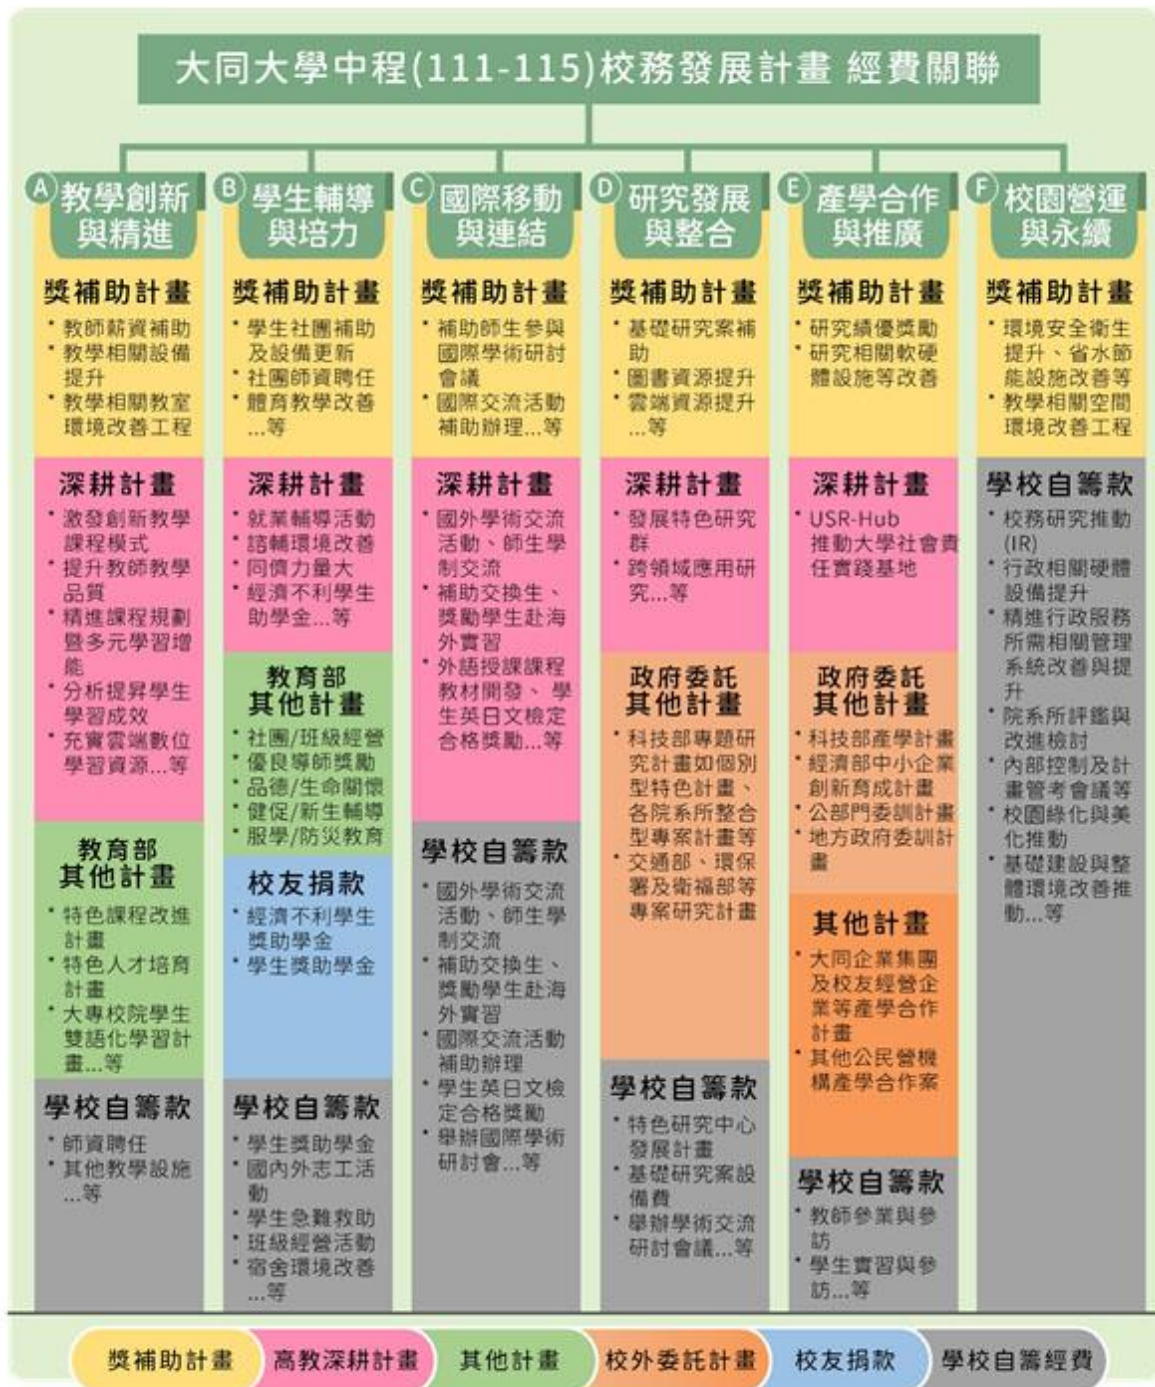 大同大學中程(111-115)校務發展計畫 經費關聯
A 教學創新
與精進
獎補助計畫
• 教師薪資補助
• 教學相關設備
提升
• 教學相關教室
環境改善工程
深耕計畫
• 激發創新教學
課程模式
• 提升教師教學
品質
• 精進課程規劃
暨多元學習增
能
• 分析提昇學生
學習成效
• 充實雲端數位
學習資源...等
教育部
其他計畫
• 特色課程改進
計畫
• 特色人才培育
計畫
• 大專校院學生
雙語化學習計
畫...等
學校自籌款
• 師資聘任
• 其他教學設施
...等
B 學生輔導
與培力
獎補助計畫
• 學生社團補助
及設備更新
• 社團師資聘任
• 體育教學改善
...等
深耕計畫
• 就業輔導活動
• 諮輔環境改善
• 同儕力量大
• 經濟不利學生
助學金...等
教育部
其他計畫
• 社團/班級經營
• 優良導師獎勵
• 品德/生命關懷
• 健促/新生輔導
• 服學/防災教育
校友捐款
• 經濟不利學生
獎助學金
• 學生獎助學金
學校自籌款
• 學生獎助學金
• 國內外志工活
動
• 學生急難救助
• 班級經營活動
• 宿舍環境改善
...等
C 國際移動
與連結
獎補助計畫
• 補助師生參與
國際學術研討
會議
• 國際交流活動
補助辦理...等
深耕計畫
• 國外學術交流
活動、師生學
制交流
• 補助交換生、
獎勵學生赴海
外實習
• 外語授課課程
教材開發、 學
生英日文檢定
合格獎勵...等
學校自籌款
• 國外學術交流
活動、師生學
制交流
• 補助交換生、
獎勵學生赴海
外實習
• 國際交流活動
補助辦理
• 學生英日文檢
定合格獎勵
• 舉辦國際學術
研討會...等
D 研究發展
與整合
獎補助計畫
• 基礎研究案補
助
• 圖書資源提升
• 雲端資源提升
...等
深耕計畫
• 發展特色研究
群
• 跨領域應用研
究...等
政府委託
其他計畫
• 科技部專題研
究計畫如個別
型特色計畫、
各院系所整合
型專案計畫等
• 交通部、環保
署及衛福部等
專案研究計畫
學校自籌款
• 特色研究中心
發展計畫
• 基礎研究案設
備費
• 舉辦學術交流
研討會議...等
E 產學合作
與推廣
獎補助計畫
• 研究績優獎勵
• 研究相關軟硬
體設施等改善
深耕計畫
• USR-Hub
推動大學社會責
任實踐基地
政府委託
其他計畫
• 科技部產學計畫
• 經濟部中小企業
創新育成計畫
• 公部門委訓計畫
• 地方政府委訓計
畫
其他計畫
• 大同企業集團
及校友經營企
業等產學合作
計畫
• 其他公民營機
構產學合作案
學校自籌款
• 教師參業與參
訪
• 學生實習與參
訪...等
F 校園營運
與永續
獎補助計畫
• 環境安全衛生
提升、省水節
能設施改善等
• 教學相關空間
環境改善工程
學校自籌款
• 校務研究推動
(IR)
• 行政相關硬體
設備提升
• 精進行政服務
所需相關管理
系統改善與提
升
• 院系所評鑑與
改進檢討
• 內部控制及計
畫管考會議等
• 校園綠化與美
化推動
• 基礎建設與整
體環境改善推
動...等
獎補助計畫
高教深耕計畫
其他計畫
校外委託計畫
校友捐款
學校自籌經費